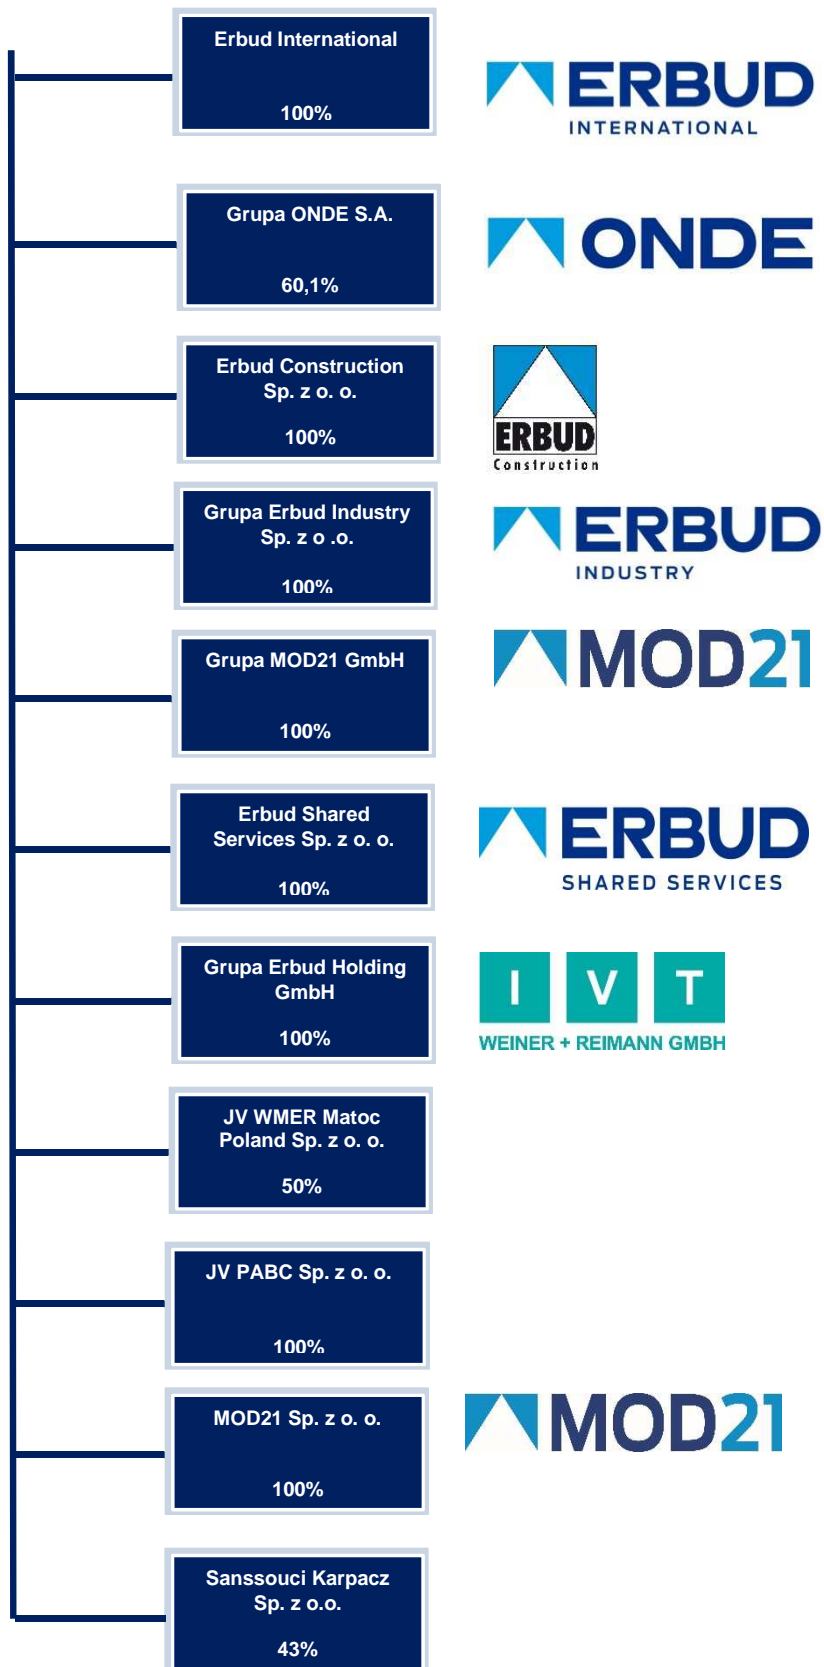 Erbud International
100%
ERBUD
INTERNATIONAL
Grupa ONDE S.A.
60,1%
ONDE
Erbud Construction
Sp. z o. o.
100%
ERBUD
Construction
Grupa Erbud Industry
Sp. z o .o.
100%
ERBUD
INDUSTRY
Grupa MOD21 GmbH
100%
MOD21
Erbud Shared
Services Sp. z o. o.
100%
ERBUD
SHARED SERVICES
Grupa Erbud Holding
GmbH
100%
I V T
WEINER + REIMANN GMBH
JV WMER Matoc
Poland Sp. z o. o.
50%
JV PABC Sp. z o. o.
100%
MOD21 Sp. z o. o.
100%
MOD21
Sanssouci Karpacz
Sp. z o.o.
43%